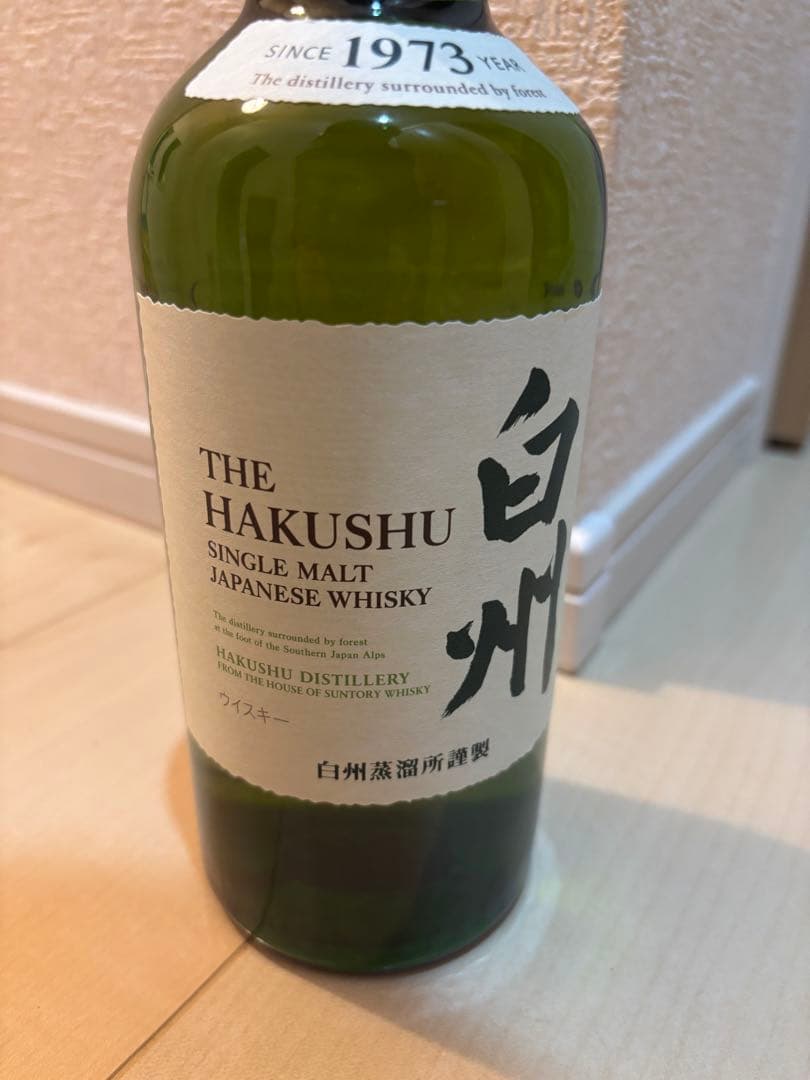 SINCE 1973 YEAR
The distillery surrounded by forest
白州
THE
HAKUSHU
SINGLE MALT
JAPANESE WHISKY
The distillery surrounded by forest
at the foot of the Southern Japan Alps
HAKUSHU DISTILLERY
FROM THE HOUSE OF SUNTORY WHISKY
ウイスキー
白州蒸溜所謹製